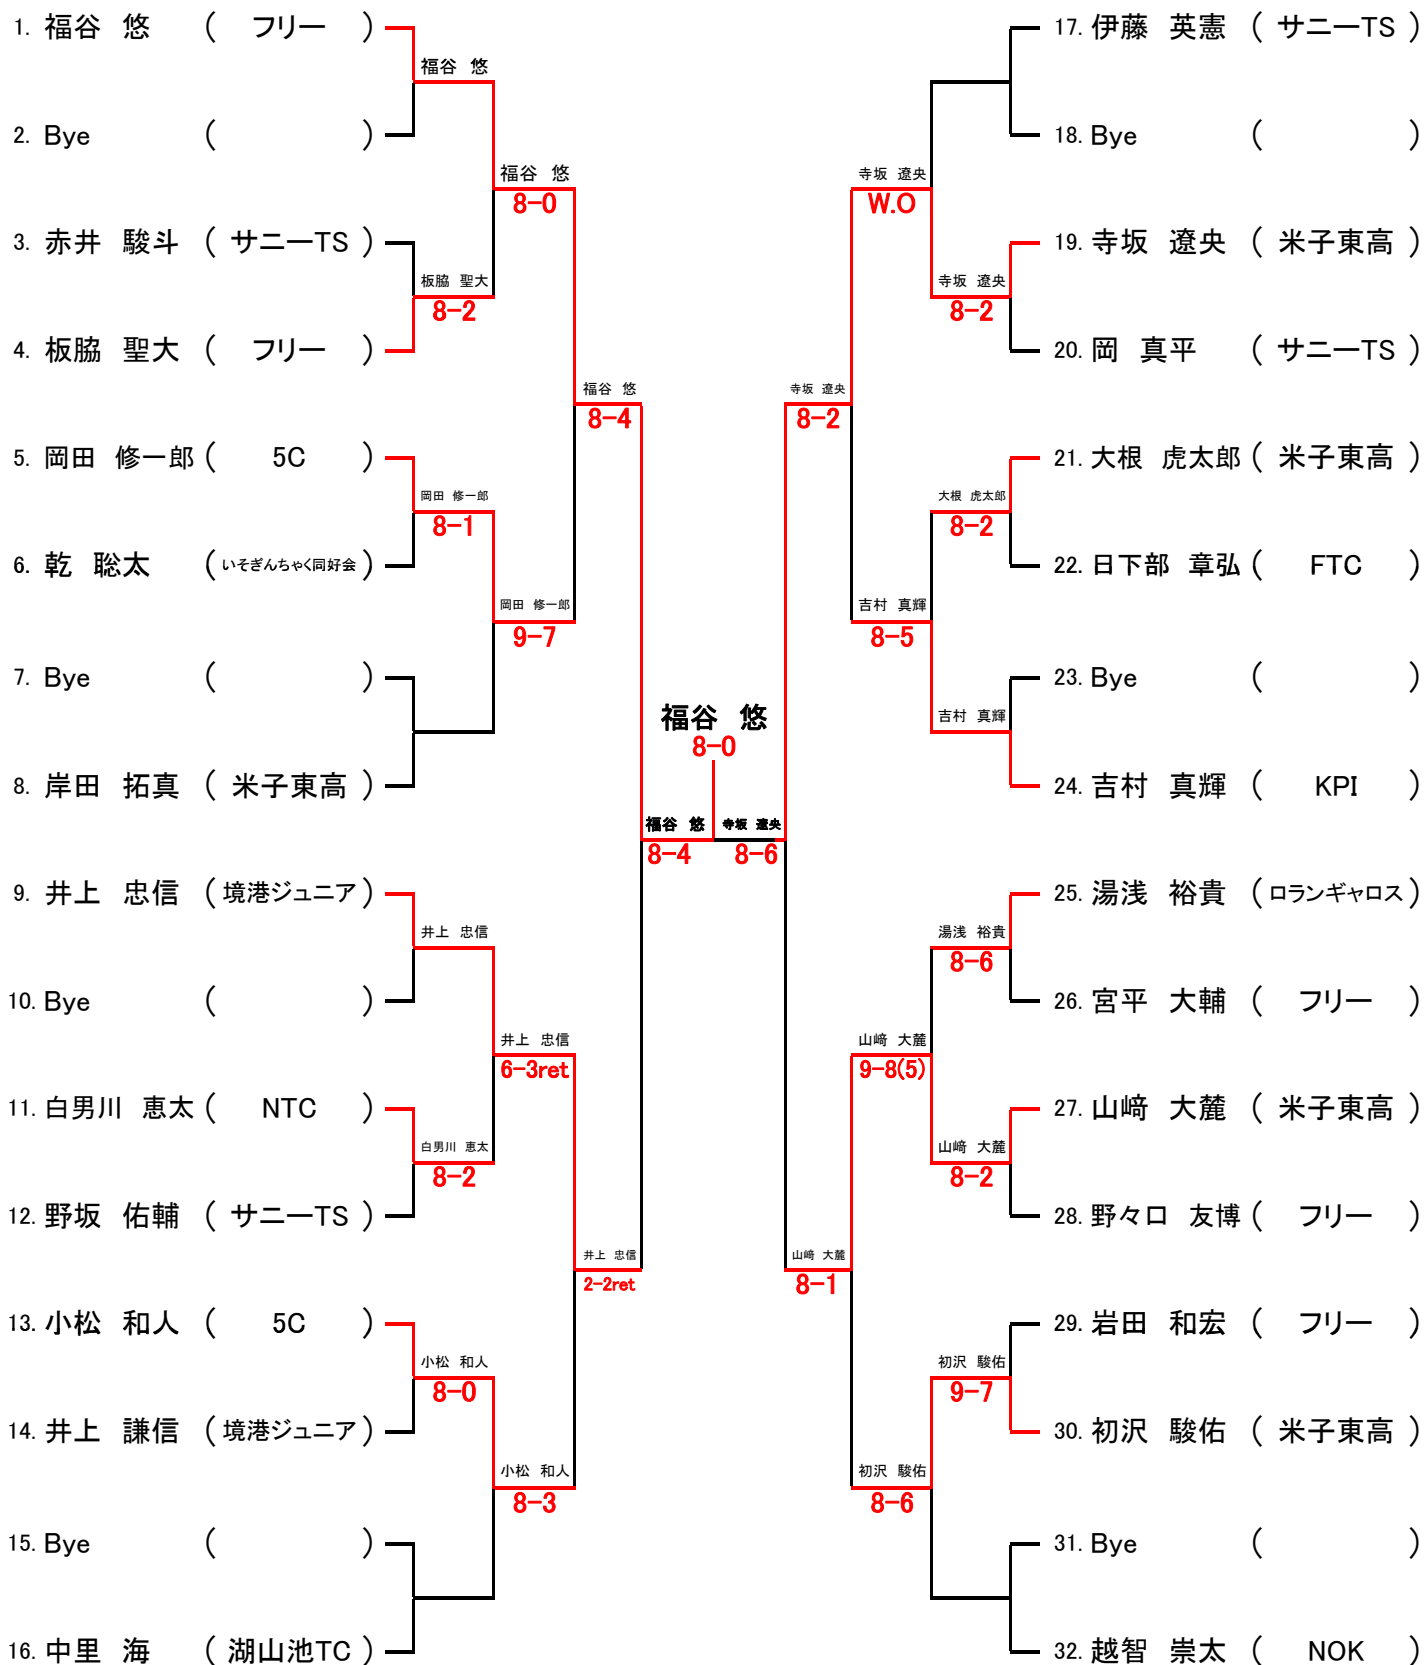 1. 福谷　悠 ( フリー )
福谷　悠
2. Bye ( )
福谷　悠
8-0
3. 赤井　駿斗 ( サニーTS )
板脇　聖大
8-2
4. 板脇　聖大 ( フリー )
福谷　悠
8-4
5. 岡田　修一郎 ( 5C )
岡田　修一郎
8-1
6. 乾　聡太 ( いそぎんちゃく同好会 )
岡田　修一郎
9-7
7. Bye ( )
8. 岸田　拓真 ( 米子東高 )
福谷　悠
8-4
9. 井上　忠信 ( 境港ジュニア )
井上　忠信
10. Bye ( )
井上　忠信
6-3ret
11. 白男川　恵太 ( NTC )
白男川　恵太
8-2
12. 野坂　佑輔 ( サニーTS )
井上　忠信
2-2ret
13. 小松　和人 ( 5C )
小松　和人
8-0
14. 井上　謙信 ( 境港ジュニア )
小松　和人
8-3
15. Bye ( )
16. 中里　海 ( 湖山池TC )
福谷　悠
8-0
17. 伊藤　英憲 ( サニーTS )
18. Bye ( )
寺坂　遼央
W.O
19. 寺坂　遼央 ( 米子東高 )
寺坂　遼央
8-2
20. 岡　真平 ( サニーTS )
寺坂　遼央
8-2
21. 大根　虎太郎 ( 米子東高 )
大根　虎太郎
8-2
22. 日下部　章弘 ( FTC )
吉村　真輝
8-5
23. Bye ( )
吉村　真輝
24. 吉村　真輝 ( KPI )
寺坂　遼央
8-6
25. 湯浅　裕貴 ( ロランギャロス )
湯浅　裕貴
8-6
26. 宮平　大輔 ( フリー )
山﨑　大麓
9-8(5)
27. 山﨑　大麓 ( 米子東高 )
山﨑　大麓
8-2
28. 野々口　友博 ( フリー )
山﨑　大麓
8-1
29. 岩田　和宏 ( フリー )
初沢　駿佑
9-7
30. 初沢　駿佑 ( 米子東高 )
初沢　駿佑
8-6
31. Bye ( )
32. 越智　崇太 ( NOK )